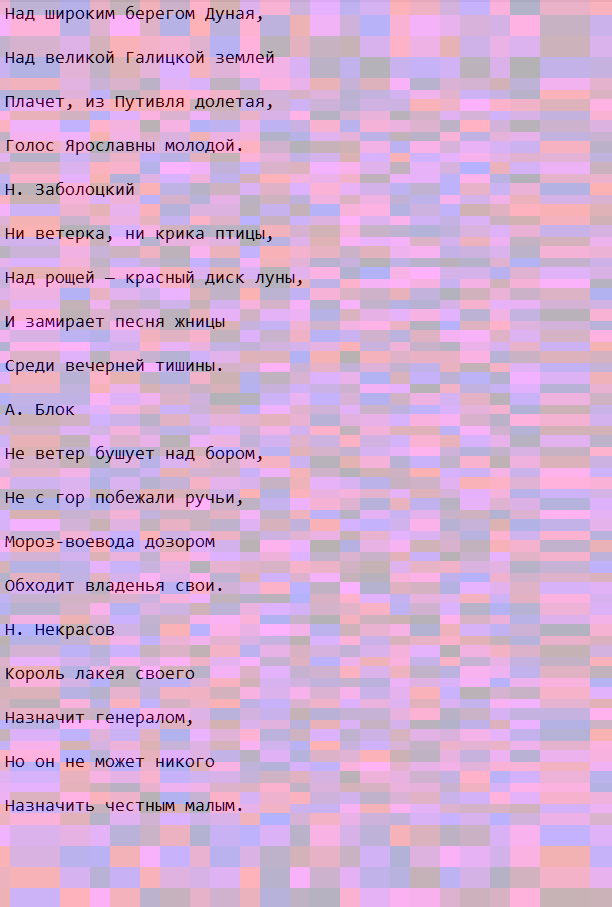 Над широким берегом Дуная,
Над великой Галицкой землей
Плачет, из Путивля долетая,
Голос Ярославны молодой.
Н. Заболоцкий
Ни ветерка, ни крика птицы,
Над рощей — красный диск луны,
И замирает песня жницы
Среди вечерней тишины.
А. Блок
Не ветер бушует над бором,
Не с гор побежали ручьи,
Мороз-воевода дозором
Обходит владенья свои.
Н. Некрасов
Король лакея своего
Назначит генералом,
Но он не может никого
Назначить честным малым.